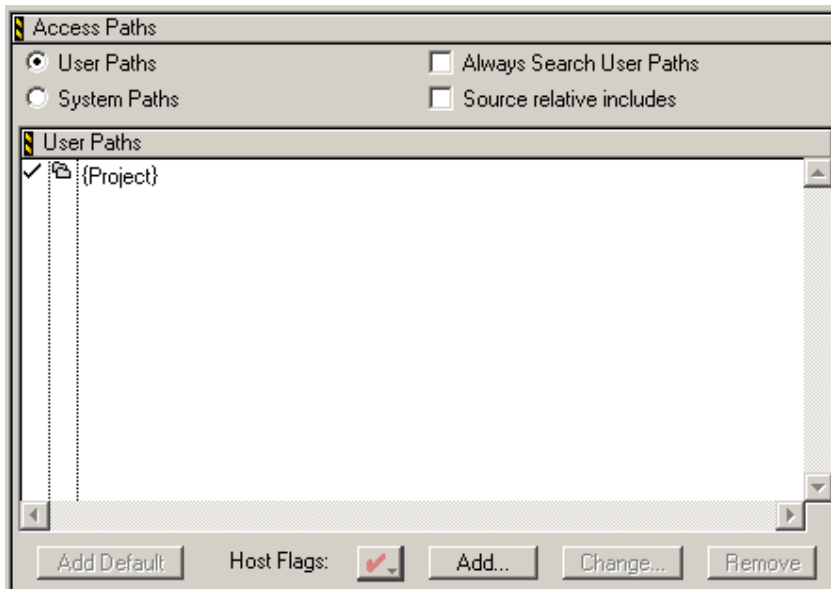 Access Paths
User Paths
Always Search User Paths
System Paths
Source relative includes
User Paths
{Project}
Add Default
Host Flags:
Add...
Change...
Remove